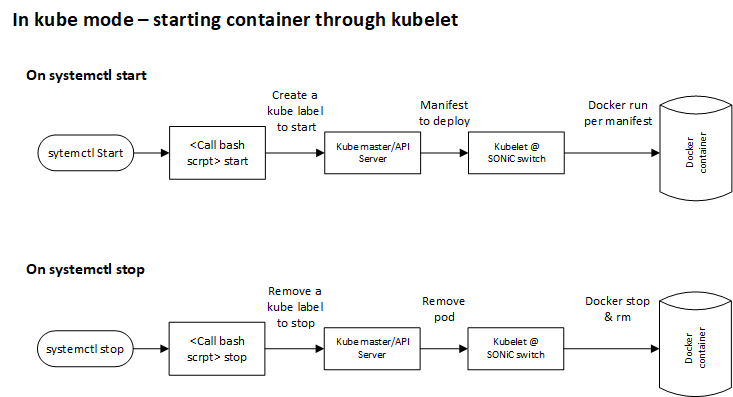 In kube mode – starting container through kubelet
On systemctl start
Create a
kube label
to start
Manifest
to deploy
Docker run
per manifest
sytemctl Start
<Call bash
scrpt> start
Kube master/API
Server
Kubelet @
SONiC switch
Docker
container
On systemctl stop
Remove a
kube label
to stop
Remove
pod
Docker stop
& rm
systemctl stop
<Call bash
scrpt> stop
Kube master/API
Server
Kubelet @
SONiC switch
Docker
container